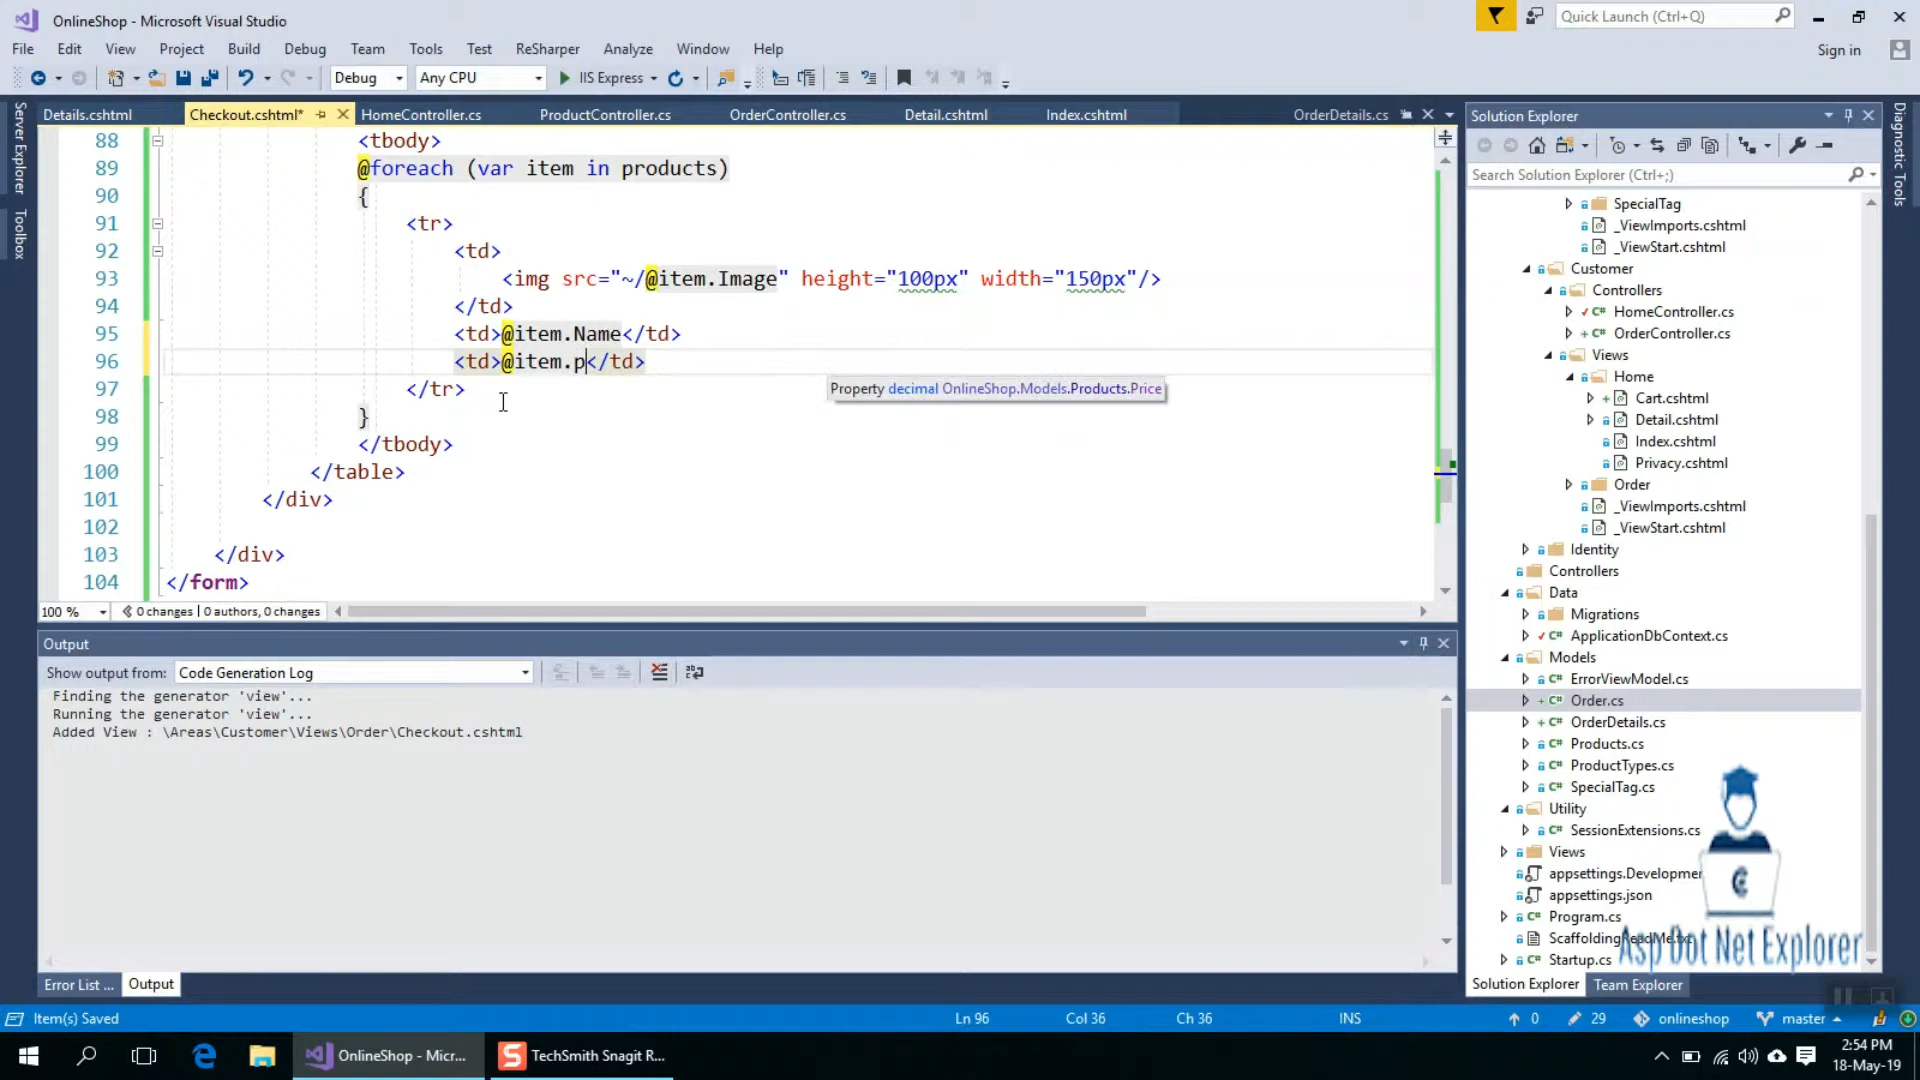 OnlineShop - Microsoft Visual Studio
Quick Launch (Ctrl+Q)
File Edit View Project Build Debug Team Tools Test ReSharper Analyze Window Help
Sign in
Debug Any CPU IIS Express
Server Explorer
Toolbox
Diagnostic Tools
Details.cshtml Checkout.cshtml* HomeController.cs ProductController.cs OrderController.cs Detail.cshtml Index.cshtml OrderDetails.cs
88 <tbody>
89 @foreach (var item in products)
90 {
91 <tr>
92 <td>
93 <img src="~/@item.Image" height="100px" width="150px"/>
94 </td>
95 <td>@item.Name</td>
96 <td>@item.p</td>
97 </tr>
Property decimal OnlineShop.Models.Products.Price
98 }
99 </tbody>
100 </table>
101 </div>
102
103 </div>
104 </form>
100 % 0 changes | 0 authors, 0 changes
Output
Show output from: Code Generation Log
Finding the generator 'view'...
Running the generator 'view'...
Added View : \Areas\Customer\Views\Order\Checkout.cshtml
Error List ... Output
Solution Explorer
Search Solution Explorer (Ctrl+;)
SpecialTag
_ViewImports.cshtml
_ViewStart.cshtml
Customer
Controllers
HomeController.cs
OrderController.cs
Views
Home
Cart.cshtml
Detail.cshtml
Index.cshtml
Privacy.cshtml
Order
_ViewImports.cshtml
_ViewStart.cshtml
Identity
Controllers
Data
Migrations
ApplicationDbContext.cs
Models
ErrorViewModel.cs
Order.cs
OrderDetails.cs
Products.cs
ProductTypes.cs
SpecialTag.cs
Utility
SessionExtensions.cs
Views
appsettings.Developmen
appsettings.json
Program.cs
ScaffoldingReadMe.txt
Startup.cs
Asp Dot Net Explorer
Solution Explorer Team Explorer
Item(s) Saved Ln 96 Col 36 Ch 36 INS 0 29 onlineshop master
OnlineShop - Micr... TechSmith Snagit R...
2:54 PM
18-May-19